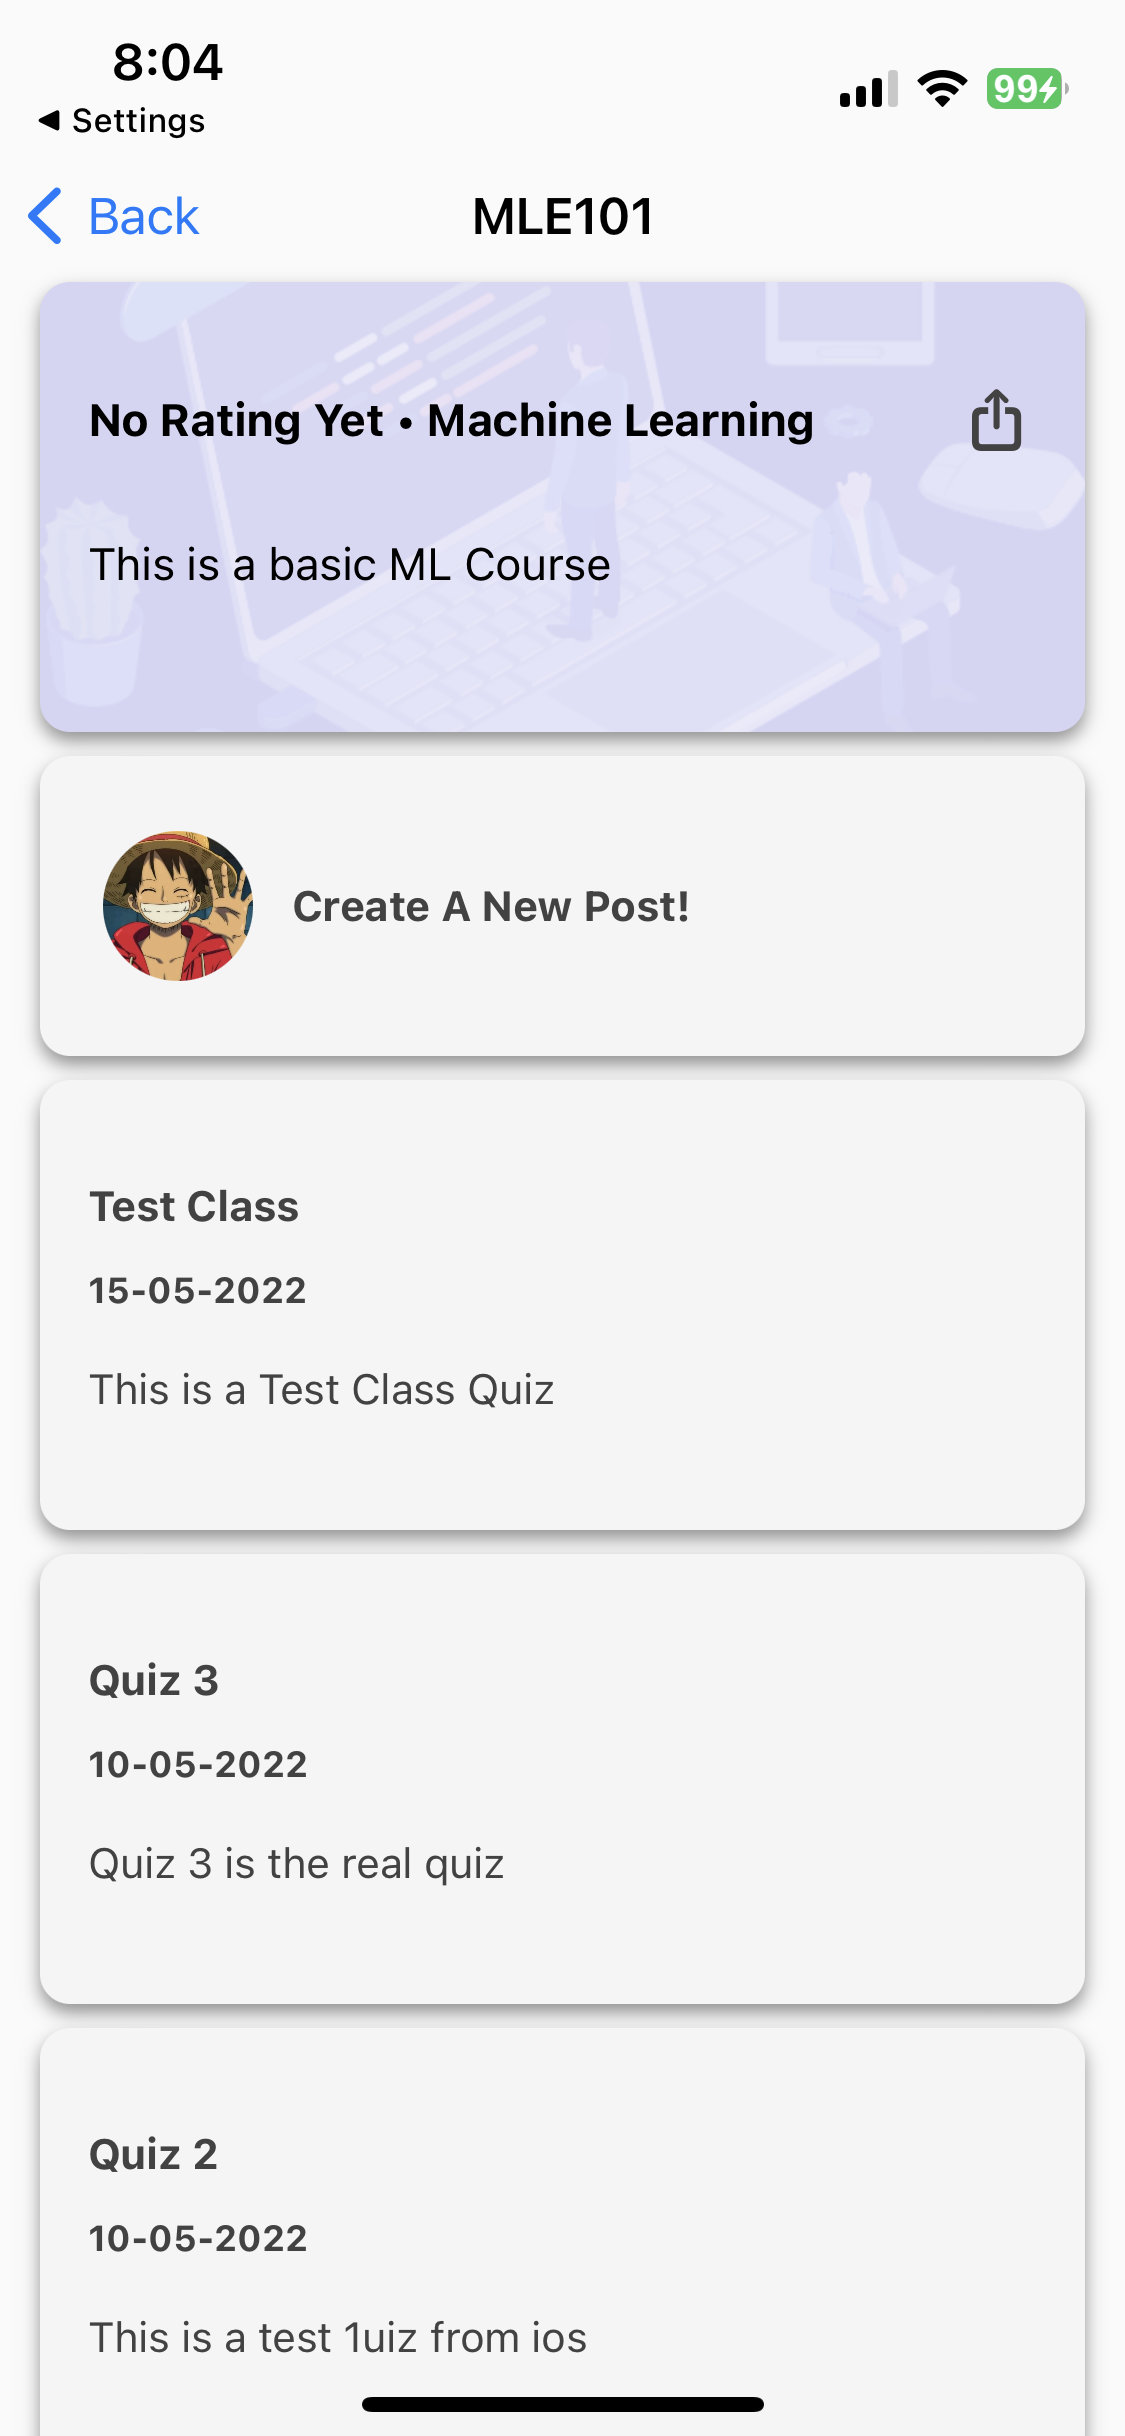 8:04
Settings
99
Back
MLE101
No Rating Yet • Machine Learning
This is a basic ML Course
Create A New Post!
Test Class
15-05-2022
This is a Test Class Quiz
Quiz 3
10-05-2022
Quiz 3 is the real quiz
Quiz 2
10-05-2022
This is a test 1uiz from ios